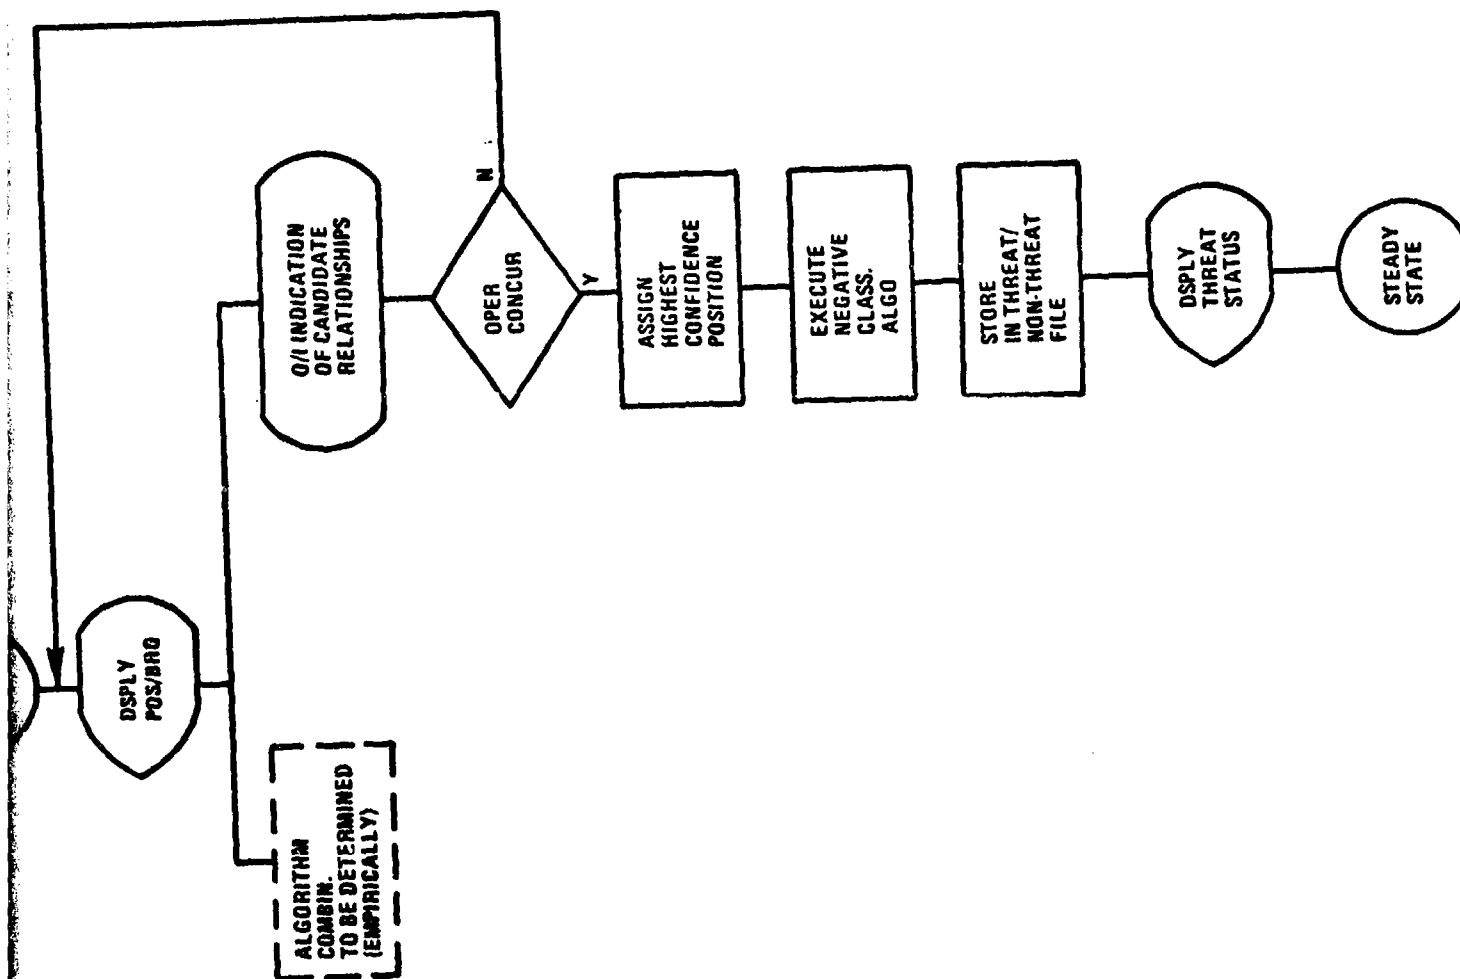 DSPLY
POS/BRG
ALGORITHM
COMBIN.
TO BE DETERMINED
(EMPIRICALLY)
O/I INDICATION
OF CANDIDATE
RELATIONSHIPS
OPER
CONCUR
N
Y
ASSIGN
HIGHEST
CONFIDENCE
POSITION
EXECUTE
NEGATIVE
CLASS.
ALGO
STORE
IN THREAT/
NON-THREAT
FILE
DSPLY
THREAT
STATUS
STEADY
STATE